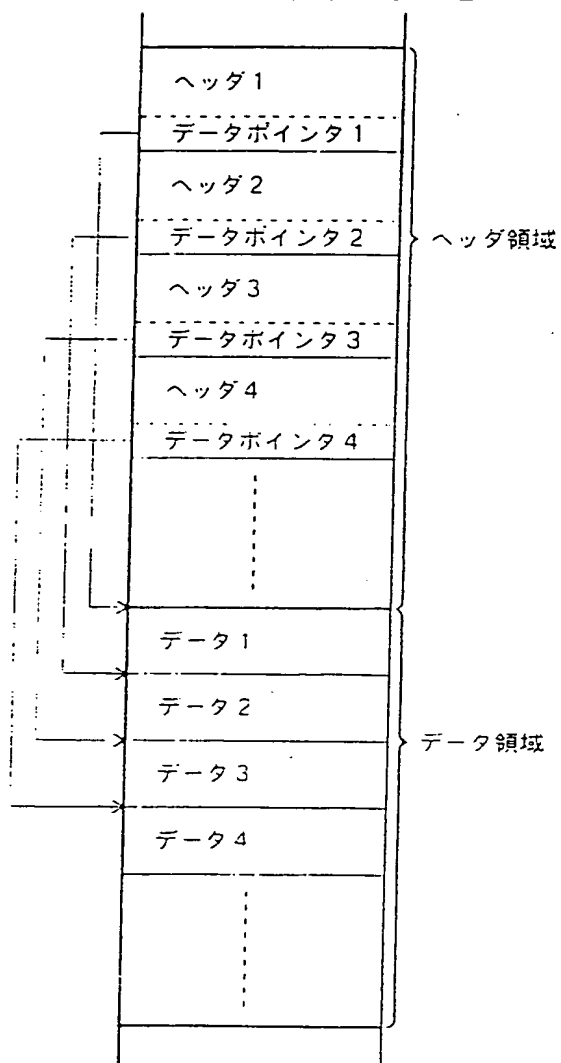 ヘッダ1
データポインタ1
ヘッダ2
データポインタ2
ヘッダ領域
ヘッダ3
データポインタ3
ヘッダ4
データポインタ4
データ1
データ2
データ領域
データ3
データ4